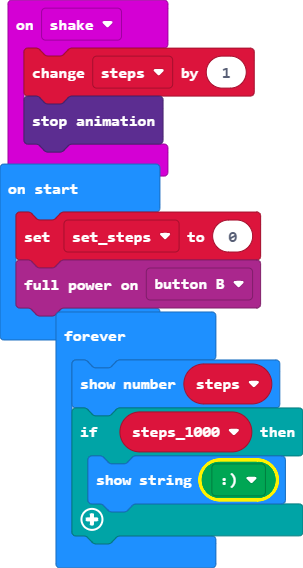 on shake
change steps by 1
stop animation
on start
set set_steps to 0
full power on button B
forever
show number steps
if steps_1000 then
show string :)